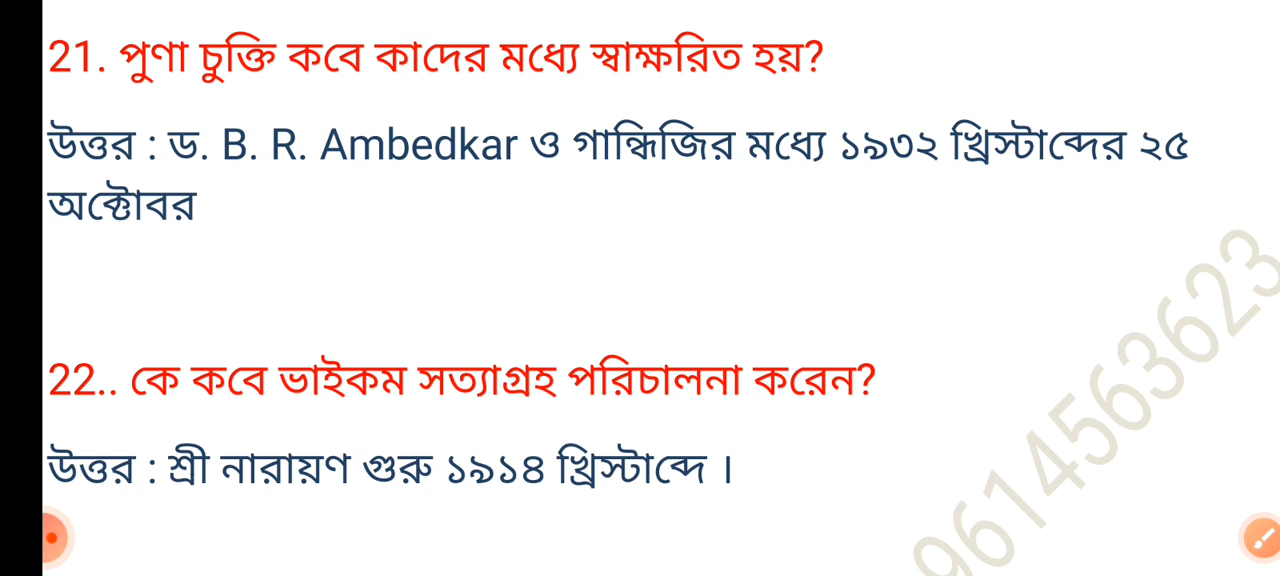 21. পুণা চুক্তি কবে কাদের মধ্যে স্বাক্ষরিত হয়?
উত্তর : ড. B. R. Ambedkar ও গান্ধিজির মধ্যে ১৯৩২ খ্রিস্টাব্দের ২৫
অক্টোবর
22.. কে কবে ভাইকম সত্যাগ্রহ পরিচালনা করেন?
উত্তর : শ্রী নারায়ণ গুরু ১৯১৪ খ্রিস্টাব্দে ।
9614563623